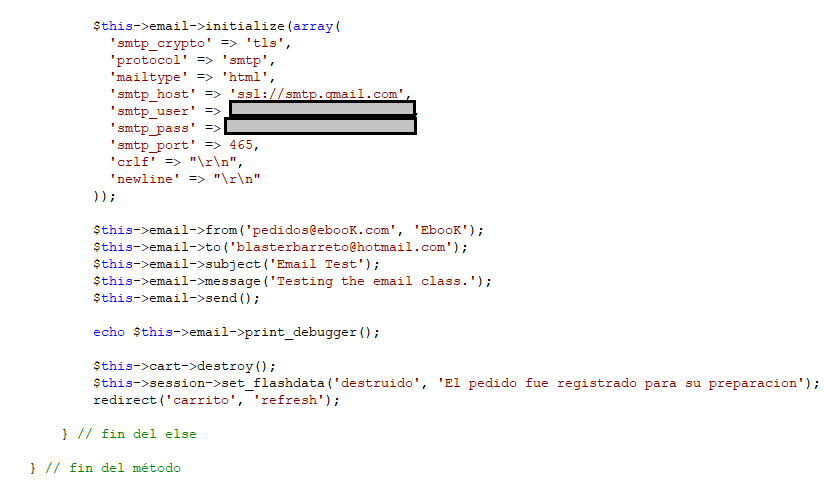 $this->email->initialize(array(
'smtp_crypto' => 'tls',
'protocol' => 'smtp',
'mailtype' => 'html',
'smtp_host' => 'ssl://smtp.gmail.com',
'smtp_user' =>
'smtp_pass' =>
'smtp_port' => 465,
'crlf' => "\r\n",
'newline' => "\r\n"
));
$this->email->from('pedidos@ebooK.com', 'EbooK');
$this->email->to('blasterbarreto@hotmail.com');
$this->email->subject('Email Test');
$this->email->message('Testing the email class.');
$this->email->send();
echo $this->email->print_debugger();
$this->cart->destroy();
$this->session->set_flashdata('destruido', 'El pedido fue registrado para su preparacion');
redirect('carrito', 'refresh');
} // fin del else
} // fin del método